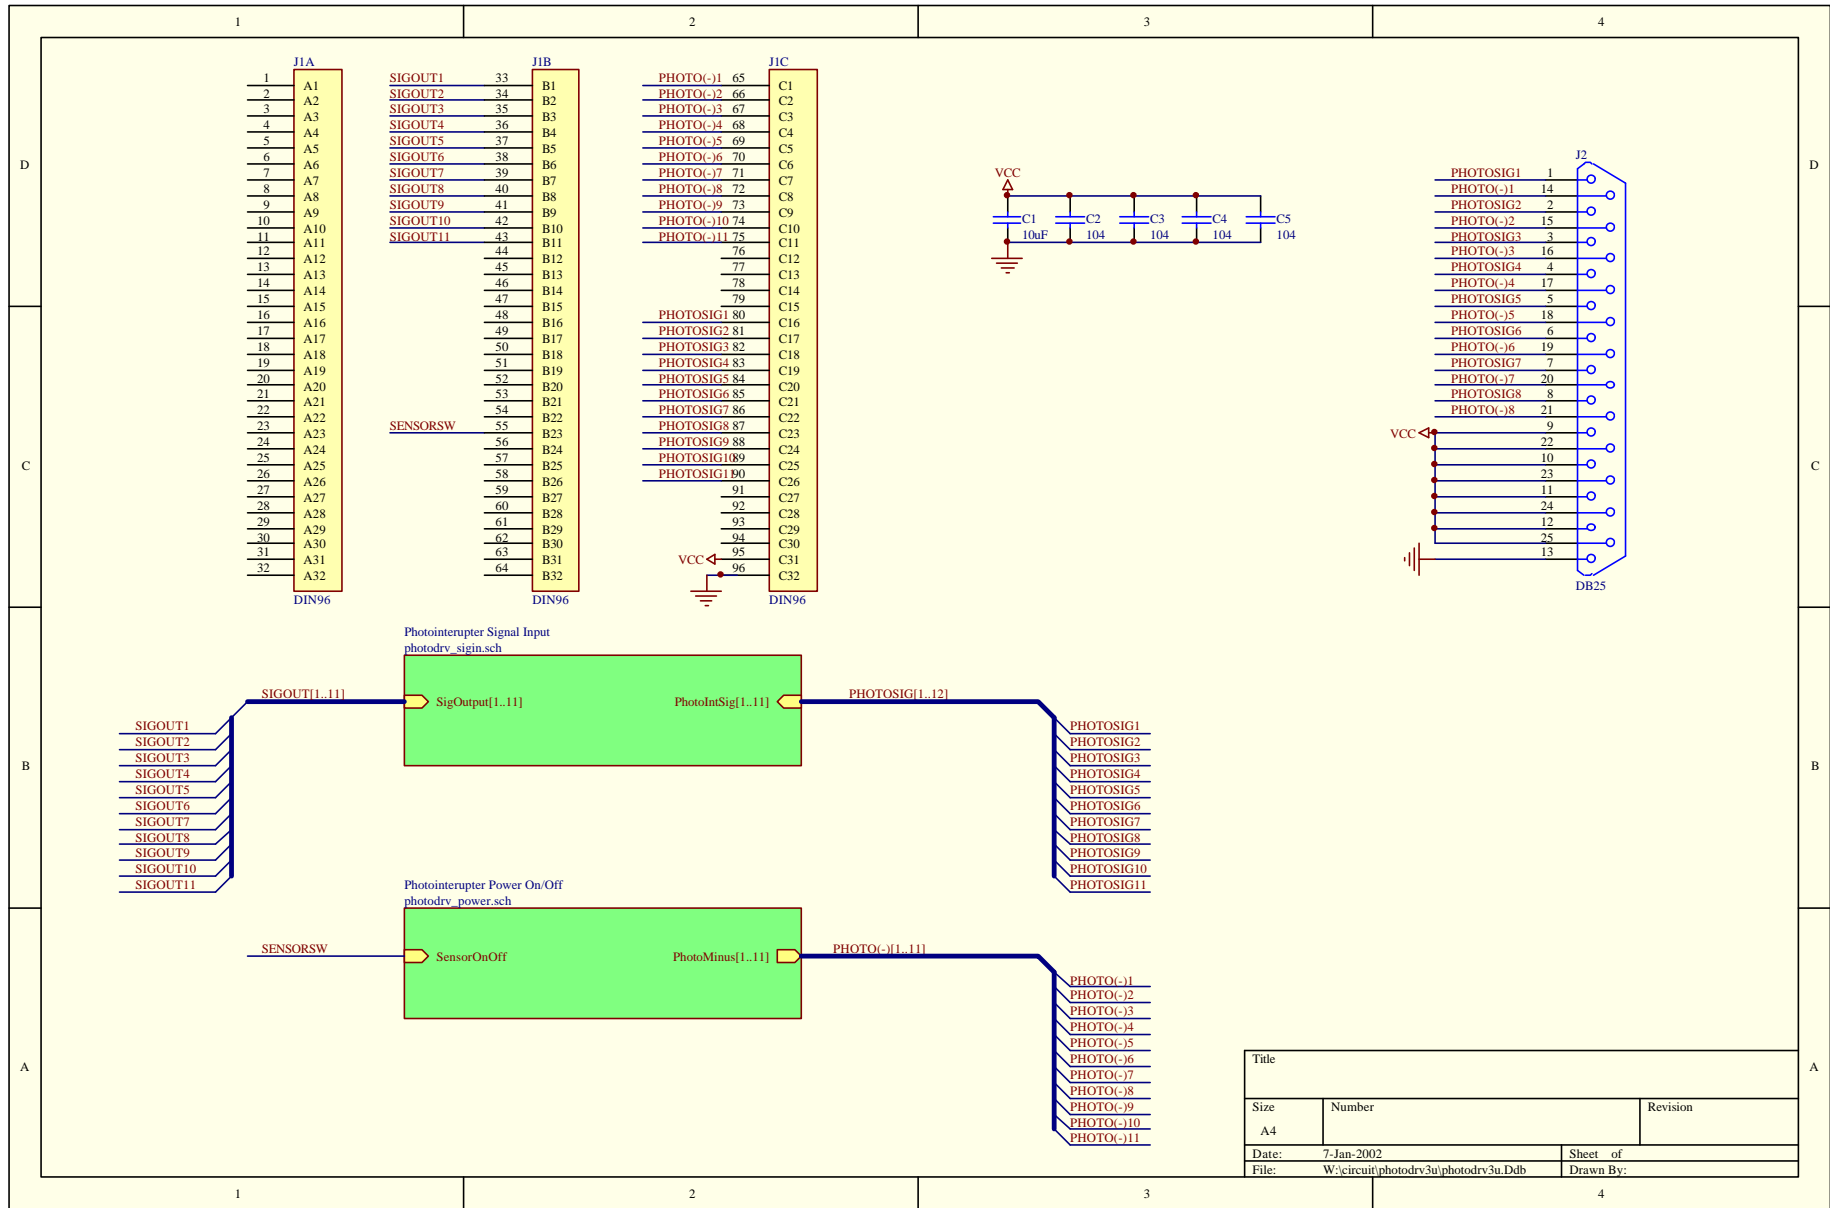 1 2 3 4
D D
C C
B B
A A
1 2 3 4
J1A
1 A1
2 A2
3 A3
4 A4
5 A5
6 A6
7 A7
8 A8
9 A9
10 A10
11 A11
12 A12
13 A13
14 A14
15 A15
16 A16
17 A17
18 A18
19 A19
20 A20
21 A21
22 A22
23 A23
24 A24
25 A25
26 A26
27 A27
28 A28
29 A29
30 A30
31 A31
32 A32
DIN96
J1B
SIGOUT1 33 B1
SIGOUT2 34 B2
SIGOUT3 35 B3
SIGOUT4 36 B4
SIGOUT5 37 B5
SIGOUT6 38 B6
SIGOUT7 39 B7
SIGOUT8 40 B8
SIGOUT9 41 B9
SIGOUT10 42 B10
SIGOUT11 43 B11
44 B12
45 B13
46 B14
47 B15
48 B16
49 B17
50 B18
51 B19
52 B20
53 B21
54 B22
SENSORSW 55 B23
56 B24
57 B25
58 B26
59 B27
60 B28
61 B29
62 B30
63 B31
64 B32
DIN96
J1C
PHOTO(-)1 65 C1
PHOTO(-)2 66 C2
PHOTO(-)3 67 C3
PHOTO(-)4 68 C4
PHOTO(-)5 69 C5
PHOTO(-)6 70 C6
PHOTO(-)7 71 C7
PHOTO(-)8 72 C8
PHOTO(-)9 73 C9
PHOTO(-)10 74 C10
PHOTO(-)11 75 C11
76 C12
77 C13
78 C14
79 C15
PHOTOSIG1 80 C16
PHOTOSIG2 81 C17
PHOTOSIG3 82 C18
PHOTOSIG4 83 C19
PHOTOSIG5 84 C20
PHOTOSIG6 85 C21
PHOTOSIG7 86 C22
PHOTOSIG8 87 C23
PHOTOSIG9 88 C24
PHOTOSIG10 89 C25
PHOTOSIG11 90 C26
91 C27
92 C28
93 C29
94 C30
VCC 95 C31
96 C32
DIN96
VCC
C1 C2 C3 C4 C5
10uF 104 104 104 104
J2
PHOTOSIG1 1
PHOTO(-)1 14
PHOTOSIG2 2
PHOTO(-)2 15
PHOTOSIG3 3
PHOTO(-)3 16
PHOTOSIG4 4
PHOTO(-)4 17
PHOTOSIG5 5
PHOTO(-)5 18
PHOTOSIG6 6
PHOTO(-)6 19
PHOTOSIG7 7
PHOTO(-)7 20
PHOTOSIG8 8
PHOTO(-)8 21
VCC 9
22
10
23
11
24
12
25
13
DB25
Photointerupter Signal Input
photodrv_sigin.sch
SIGOUT[1..11] SigOutput[1..11] PhotoIntSig[1..11] PHOTOSIG[1..12]
SIGOUT1
SIGOUT2
SIGOUT3
SIGOUT4
SIGOUT5
SIGOUT6
SIGOUT7
SIGOUT8
SIGOUT9
SIGOUT10
SIGOUT11
PHOTOSIG1
PHOTOSIG2
PHOTOSIG3
PHOTOSIG4
PHOTOSIG5
PHOTOSIG6
PHOTOSIG7
PHOTOSIG8
PHOTOSIG9
PHOTOSIG10
PHOTOSIG11
Photointerupter Power On/Off
photodrv_power.sch
SENSORSW SensorOnOff PhotoMinus[1..11] PHOTO(-)[1..11]
PHOTO(-)1
PHOTO(-)2
PHOTO(-)3
PHOTO(-)4
PHOTO(-)5
PHOTO(-)6
PHOTO(-)7
PHOTO(-)8
PHOTO(-)9
PHOTO(-)10
PHOTO(-)11
Title
Size Number Revision
A4
Date: 7-Jan-2002 Sheet of
File: W:\circuit\photodrv3u\photodrv3u.Ddb Drawn By: